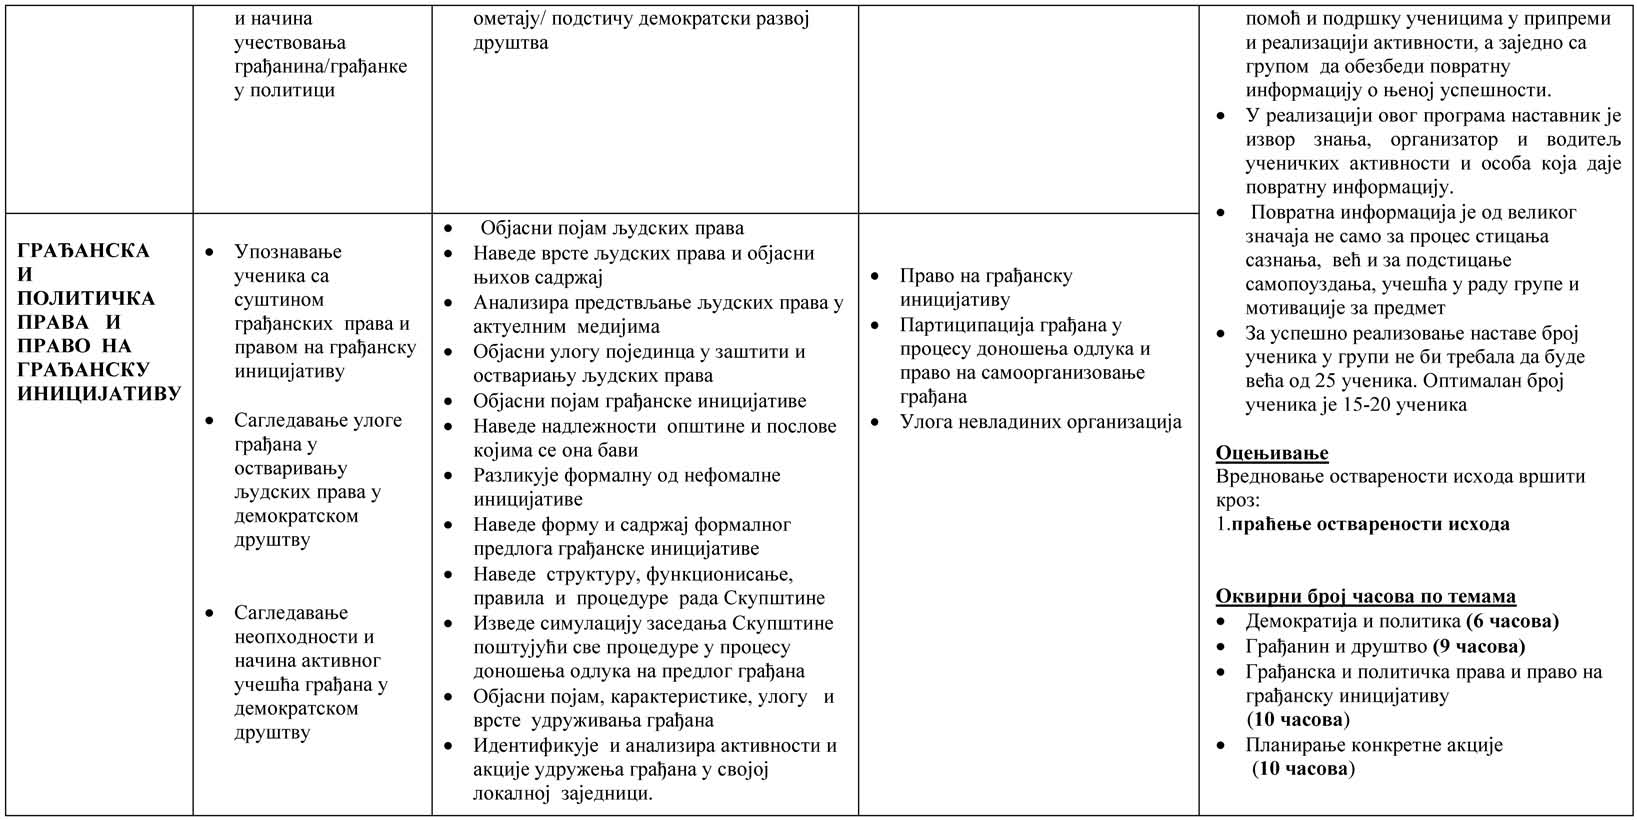 и начина
учествовања
грађанина/грађанке
у политици
ометају/ подстичу демократски развој
друштва
помоћ и подршку ученицима у припреми
и реализацији активности, а заједно са
групом  да обезбеди повратну
информацију о њеној успешности.
• У реализацији овог програма наставник је
извор знања, организатор и водитељ
ученичких активности и особа која даје
повратну информацију.
• Повратна информација је од великог
значаја не само за процес стицања
сазнања,  већ и за подстицање
самопоуздања, учешћа у раду групе и
мотивације за предмет
• За успешно реализовање наставе број
ученика у групи не би требала да буде
већа од 25 ученика. Оптималан број
ученика је 15-20 ученика
Оцењивање
Вредновање остварености исхода вршити
кроз:
1.праћење остварености исхода
Оквирни број часова по темама
• Демократија и политика (6 часова)
• Грађанин и друштво (9 часова)
• Грађанска и политичка права и право на
грађанску иницијативу
(10 часова)
• Планирање конкретне акције
(10 часова)
ГРАЂАНСКА
И
ПОЛИТИЧКА
ПРАВА   И
ПРАВО  НА
ГРАЂАНСКУ
ИНИЦИЈАТИВУ
• Упознавање
ученика са
суштином
грађанских  права и
правом на грађанску
иницијативу
• Сагледавање улоге
грађана у
остваривању
људских права у
демократском
друштву
• Сагледавање
неопходности и
начина активног
учешћа грађана у
демократском
друштву
• Објасни појам људских права
• Наведе врсте људских права и објасни
њихов садржај
• Анализира предствљање људских права у
актуелним  медијима
• Објасни улогу појединца у заштити и
оствариању људских права
• Објасни појам грађанске иницијативе
• Наведе надлежности  општине и послове
којима се она бави
• Разликује формалну од нефомалне
иницијативе
• Наведе форму и садржај формалног
предлога грађанске иницијативе
• Наведе  структуру, функционисање,
правила  и  процедуре  рада Скупштине
• Изведе симулацију заседања Скупштине
поштујући све процедуре у процесу
доношења одлука на предлог грађана
• Објасни појам, карактеристике, улогу   и
врсте  удруживања грађана
• Идентификује  и анализира активности и
акције удружења грађана у својој
локалној  заједници.
• Право на грађанску
иницијативу
• Партиципација грађана у
процесу доношења одлука и
право на самоорганизовање
грађана
• Улога невладиних организација